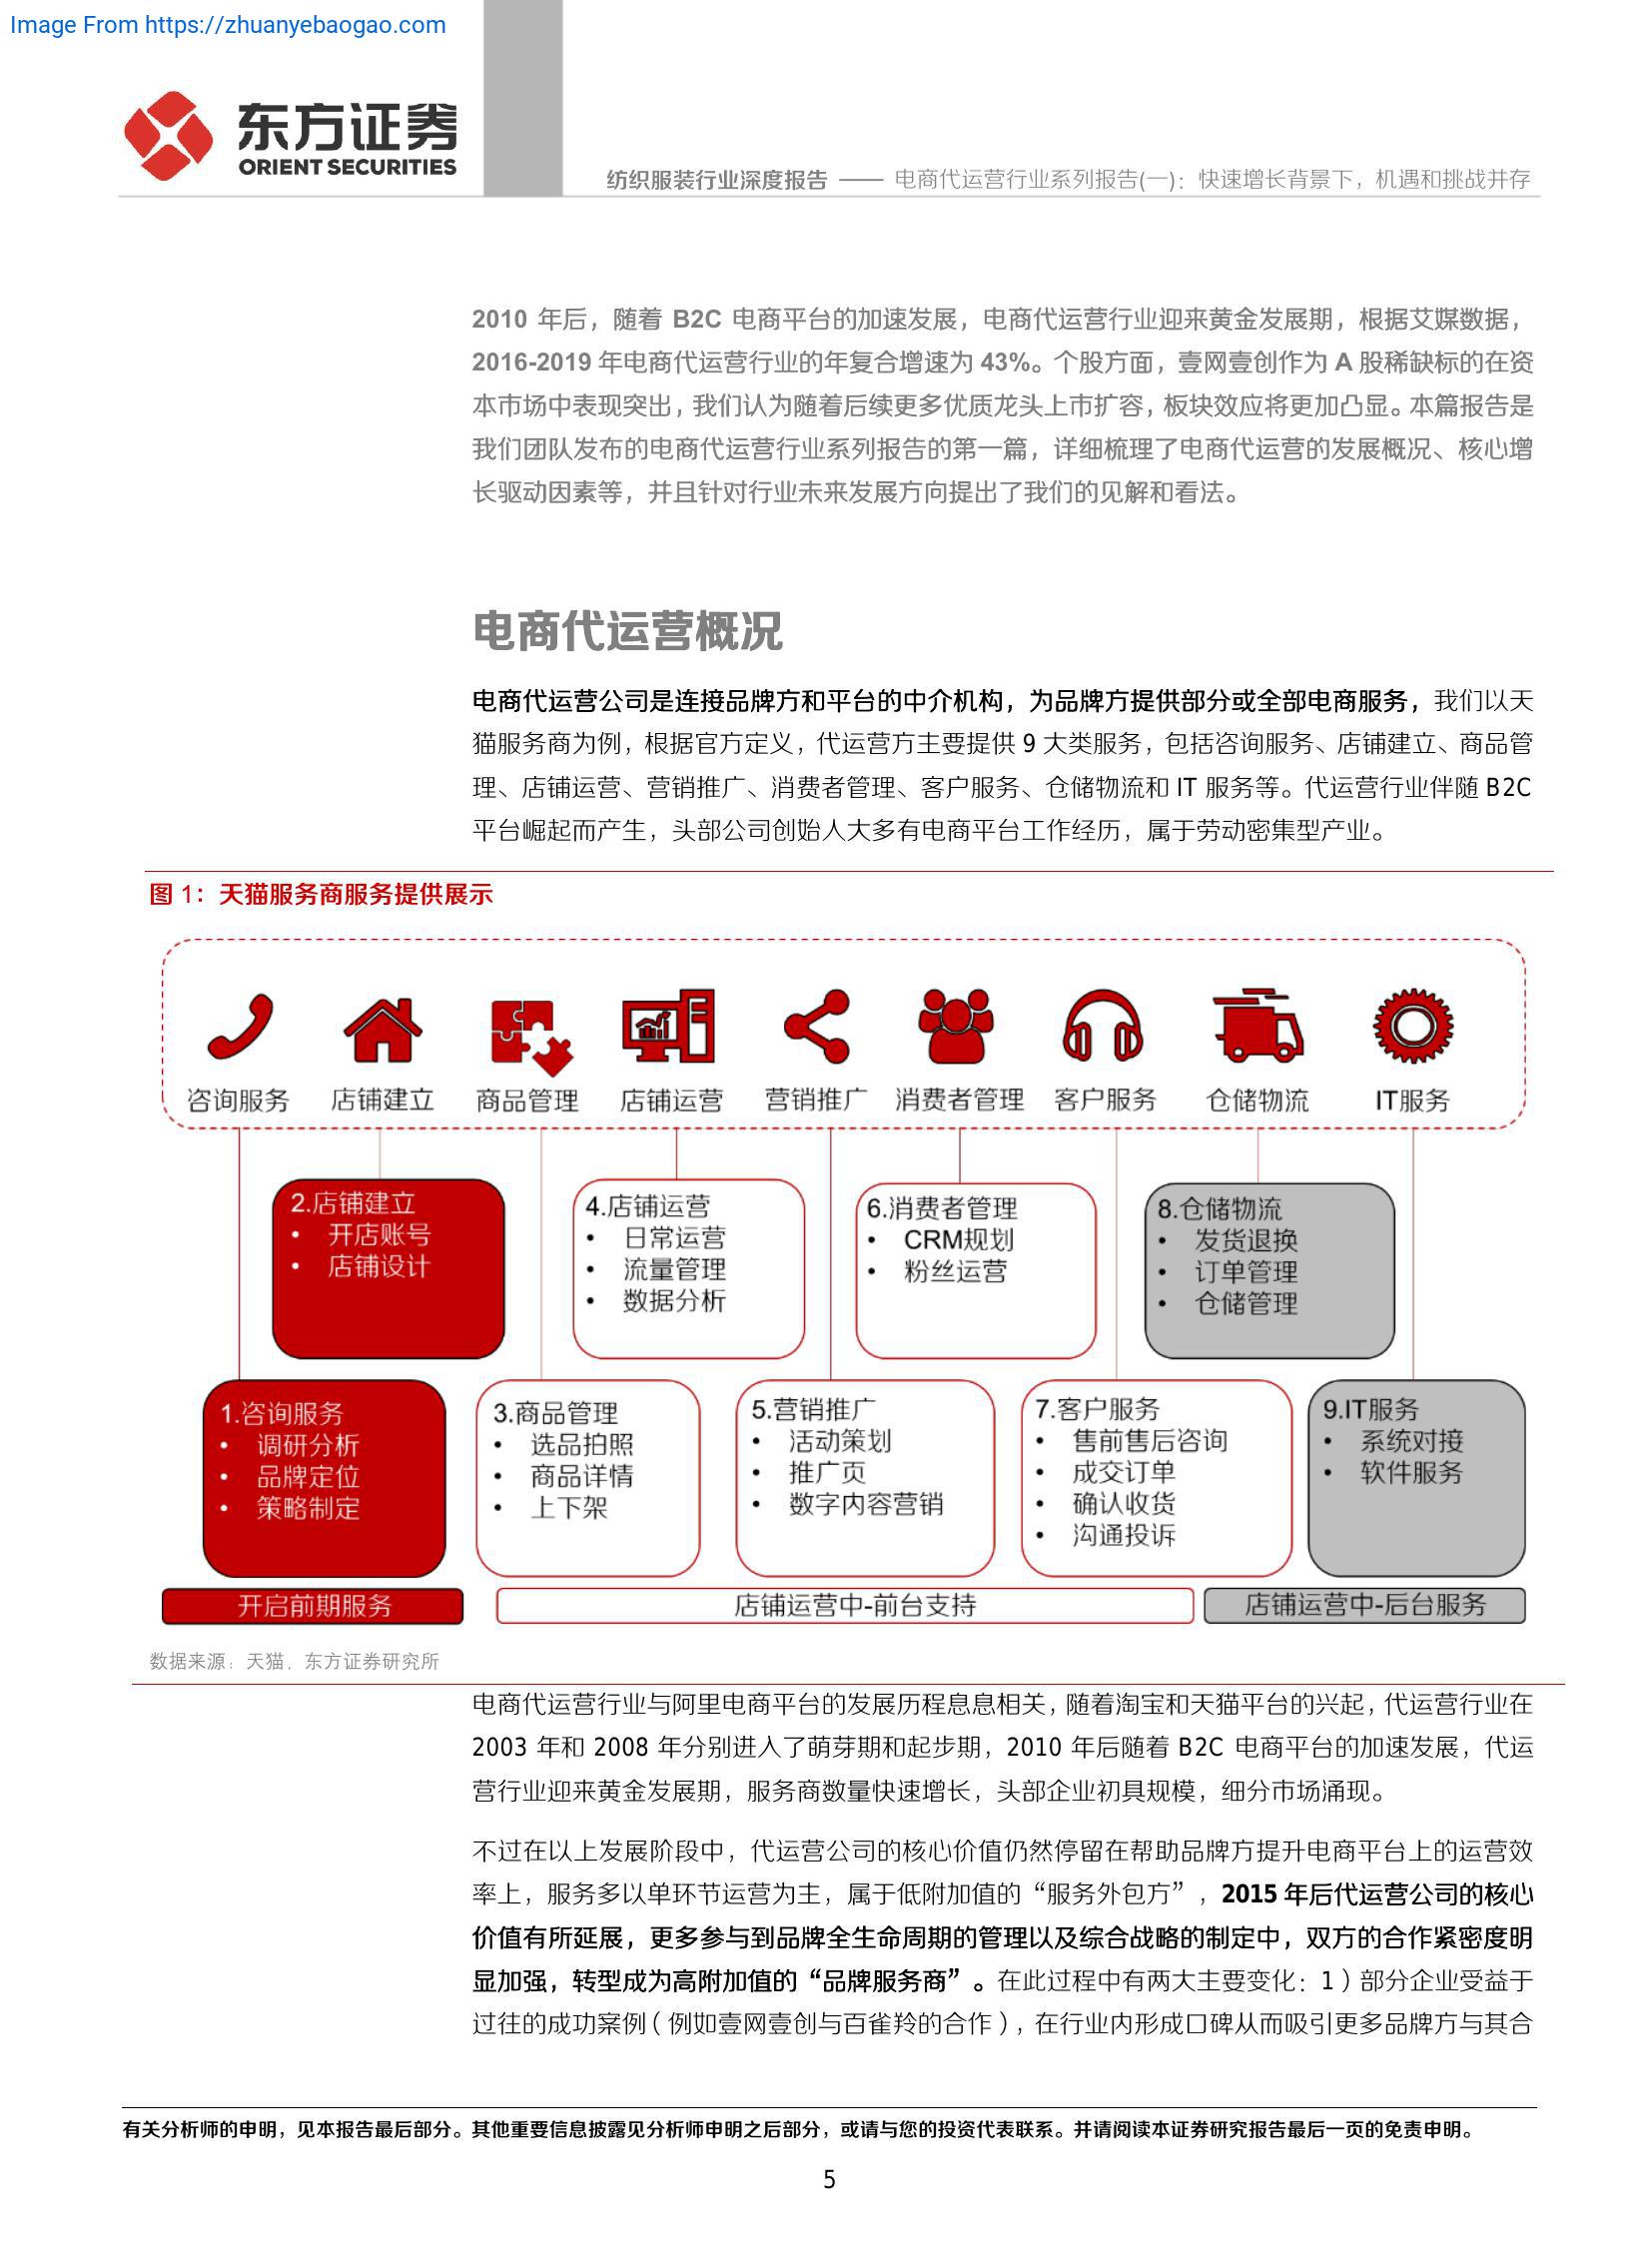 Image From https://zhuanyebaogao.com
东方证券
ORIENT SECURITIES
纺织服装行业深度报告 —— 电商代运营行业系列报告(一)：快速增长背景下，机遇和挑战并存
2010 年后，随着 B2C 电商平台的加速发展，电商代运营行业迎来黄金发展期，根据艾媒数据，
2016-2019 年电商代运营行业的年复合增速为 43%。个股方面，壹网壹创作为 A 股稀缺标的在资
本市场中表现突出，我们认为随着后续更多优质龙头上市扩容，板块效应将更加凸显。本篇报告是
我们团队发布的电商代运营行业系列报告的第一篇，详细梳理了电商代运营的发展概况、核心增
长驱动因素等，并且针对行业未来发展方向提出了我们的见解和看法。
电商代运营概况
电商代运营公司是连接品牌方和平台的中介机构，为品牌方提供部分或全部电商服务，我们以天
猫服务商为例，根据官方定义，代运营方主要提供 9 大类服务，包括咨询服务、店铺建立、商品管
理、店铺运营、营销推广、消费者管理、客户服务、仓储物流和 IT 服务等。代运营行业伴随 B2C
平台崛起而产生，头部公司创始人大多有电商平台工作经历，属于劳动密集型产业。
图 1：天猫服务商服务提供展示
咨询服务 店铺建立 商品管理 店铺运营 营销推广 消费者管理 客户服务 仓储物流 IT服务
2.店铺建立
• 开店账号
• 店铺设计
4.店铺运营
• 日常运营
• 流量管理
• 数据分析
6.消费者管理
• CRM规划
• 粉丝运营
8.仓储物流
• 发货退换
• 订单管理
• 仓储管理
1.咨询服务
• 调研分析
• 品牌定位
• 策略制定
3.商品管理
• 选品拍照
• 商品详情
• 上下架
5.营销推广
• 活动策划
• 推广页
• 数字内容营销
7.客户服务
• 售前售后咨询
• 成交订单
• 确认收货
• 沟通投诉
9.IT服务
• 系统对接
• 软件服务
开启前期服务 店铺运营中-前台支持 店铺运营中-后台服务
数据来源：天猫，东方证券研究所
电商代运营行业与阿里电商平台的发展历程息息相关，随着淘宝和天猫平台的兴起，代运营行业在
2003 年和 2008 年分别进入了萌芽期和起步期，2010 年后随着 B2C 电商平台的加速发展，代运
营行业迎来黄金发展期，服务商数量快速增长，头部企业初具规模，细分市场涌现。
不过在以上发展阶段中，代运营公司的核心价值仍然停留在帮助品牌方提升电商平台上的运营效
率上，服务多以单环节运营为主，属于低附加值的“服务外包方”，2015 年后代运营公司的核心
价值有所延展，更多参与到品牌全生命周期的管理以及综合战略的制定中，双方的合作紧密度明
显加强，转型成为高附加值的“品牌服务商”。在此过程中有两大主要变化：1）部分企业受益于
过往的成功案例（例如壹网壹创与百雀羚的合作），在行业内形成口碑从而吸引更多品牌方与其合
有关分析师的申明，见本报告最后部分。其他重要信息披露见分析师申明之后部分，或请与您的投资代表联系。并请阅读本证券研究报告最后一页的免责申明。
5